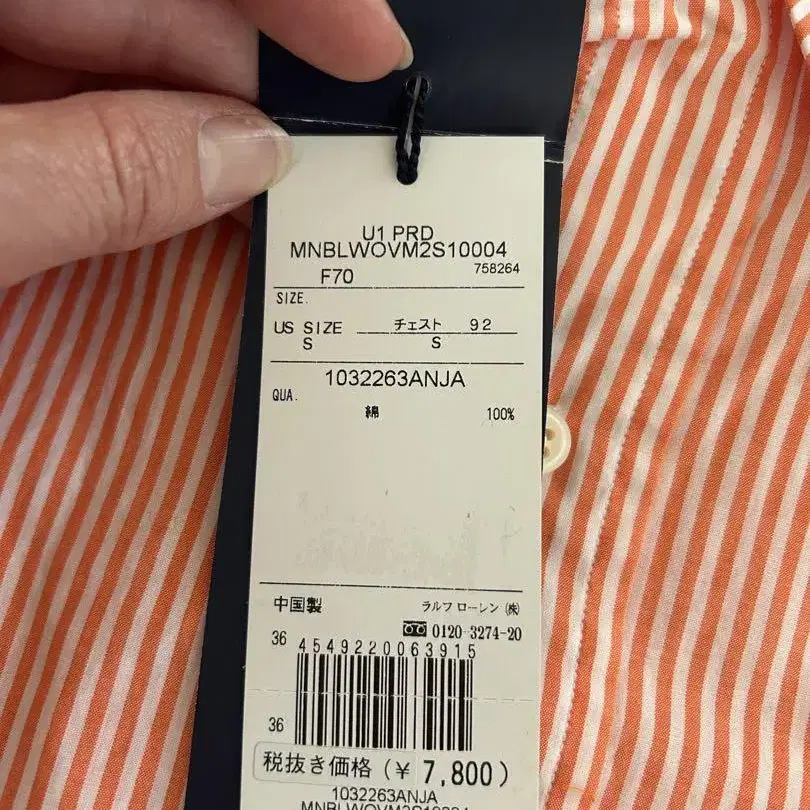 U1 PRD
MNBLWOVM2S10004
F70 758264
SIZE.
US SIZE チェスト 92
S S
1032263ANJA
QUA.
綿 100%
中国製 ラルフ ローレン ㈱
0120-3274-20
36 4549220063915
36
税抜き価格(¥ 7,800)
1032263ANJA
MNBLWOVM2S10004